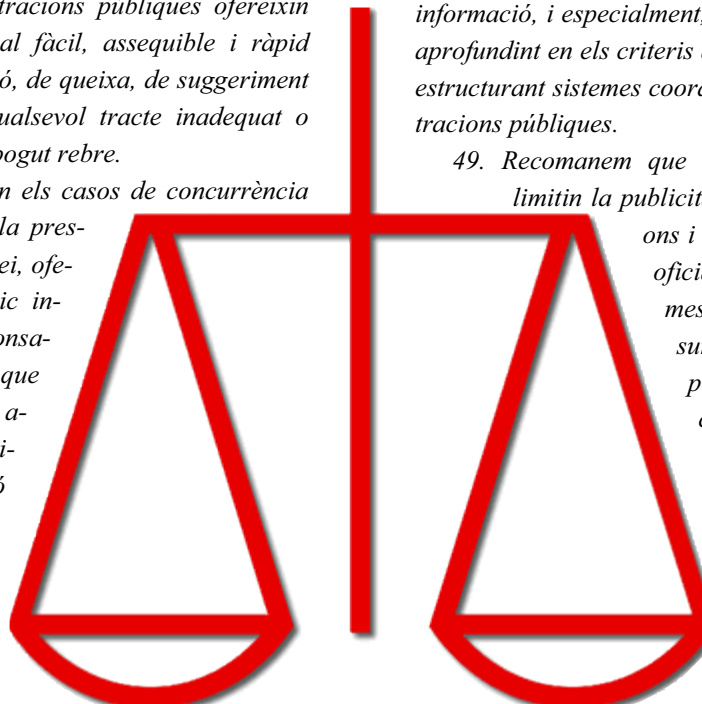 tracions públiques ofereixin
al fàcil, assequible i ràpid
ó, de queixa, de suggeriment
ualsevol tracte inadequat o
pogut rebre.
n els casos de concurrència
la pres-
ei, ofe-
ic in-
onsa-
que
a-
i-
ó
informació, i especialment,
aprofundint en els criteris
estructurant sistemes coord
tracions públiques.
49. Recomanem que
limitin la publicit
ons i
ofici
mes
su
p